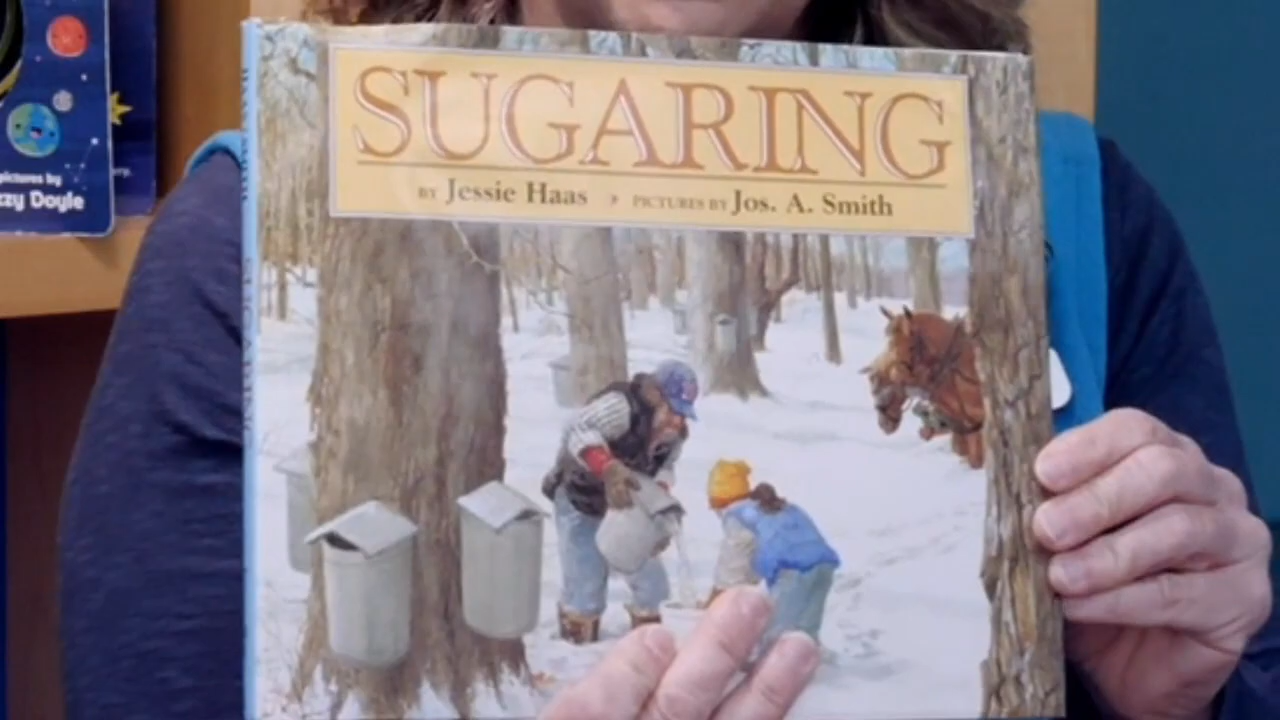 SUGARING
BY Jessie Haas , PICTURES BY Jos. A. Smith
pictures by
zzy Doyle